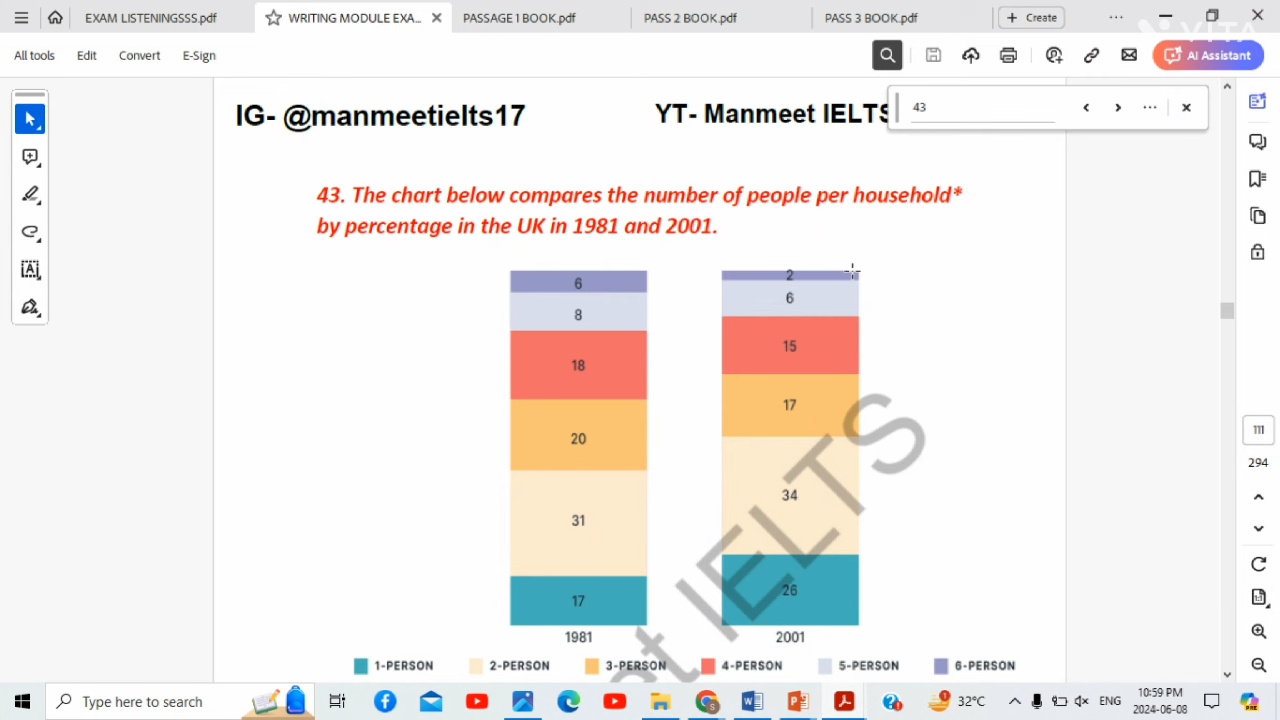 EXAM LISTENINGSSS.pdf
WRITING MODULE EXA...
PASSAGE 1 BOOK.pdf
PASS 2 BOOK.pdf
PASS 3 BOOK.pdf
Create
All tools
Edit
Convert
E-Sign
AI Assistant
43
IG- @manmeetielts17
YT- Manmeet IELTS
43. The chart below compares the number of people per household*
by percentage in the UK in 1981 and 2001.
6
2
8
6
18
15
20
17
31
34
17
26
1981
2001
1-PERSON
2-PERSON
3-PERSON
4-PERSON
5-PERSON
6-PERSON
et IELTS
111
294
Type here to search
32°C
ENG
10:59 PM
2024-06-08